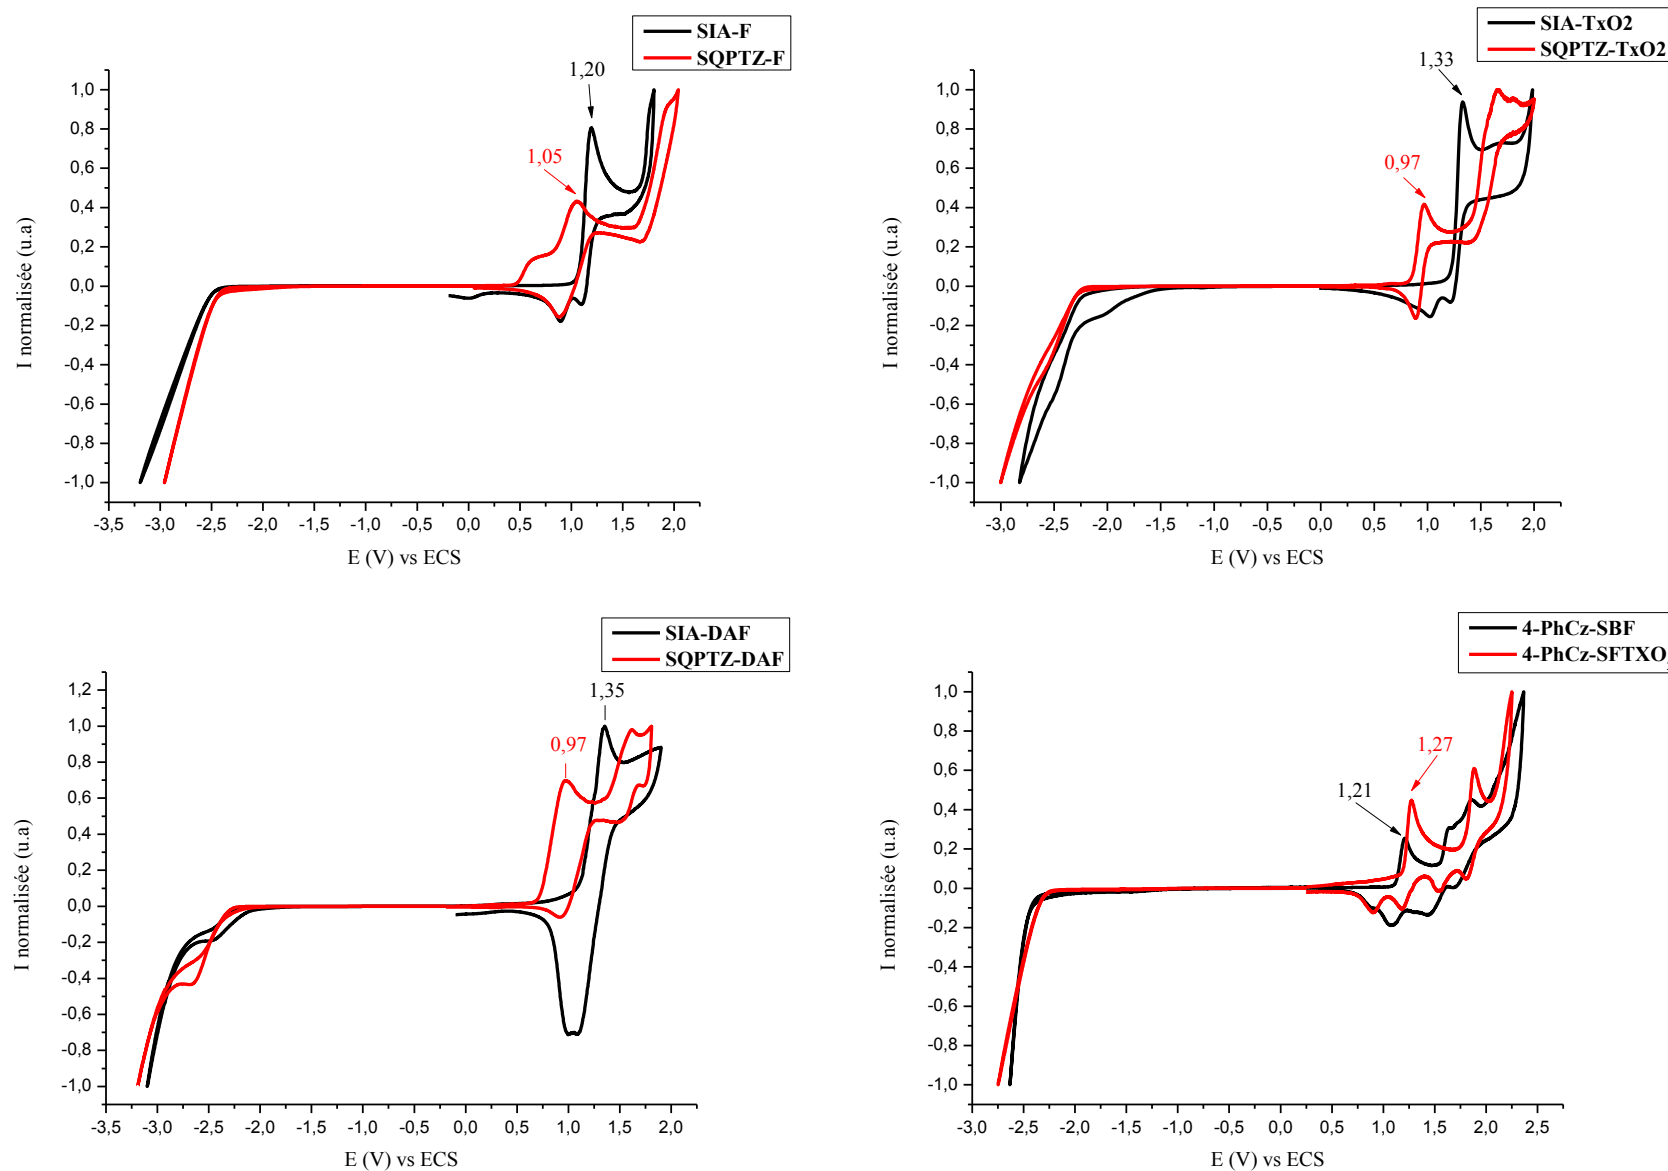 SIA-F
SQPTZ-F
1,20
1,05
1,0
0,8
0,6
0,4
0,2
0,0
-0,2
-0,4
-0,6
-0,8
-1,0
I normalisée (u.a)
-3,5 -3,0 -2,5 -2,0 -1,5 -1,0 -0,5 0,0 0,5 1,0 1,5 2,0
E (V) vs ECS
SIA-TxO2
SQPTZ-TxO2
1,33
0,97
1,0
0,8
0,6
0,4
0,2
0,0
-0,2
-0,4
-0,6
-0,8
-1,0
I normalisée (u.a)
-3,0 -2,5 -2,0 -1,5 -1,0 -0,5 0,0 0,5 1,0 1,5 2,0
E (V) vs ECS
SIA-DAF
SQPTZ-DAF
1,35
0,97
1,2
1,0
0,8
0,6
0,4
0,2
0,0
-0,2
-0,4
-0,6
-0,8
-1,0
I normalisée (u.a)
-3,5 -3,0 -2,5 -2,0 -1,5 -1,0 -0,5 0,0 0,5 1,0 1,5 2,0
E (V) vs ECS
4-PhCz-SBF
4-PhCz-SFTXO
1,27
1,21
1,0
0,8
0,6
0,4
0,2
0,0
-0,2
-0,4
-0,6
-0,8
-1,0
I normalisée (u.a)
-3,0 -2,5 -2,0 -1,5 -1,0 -0,5 0,0 0,5 1,0 1,5 2,0 2,5
E (V) vs ECS